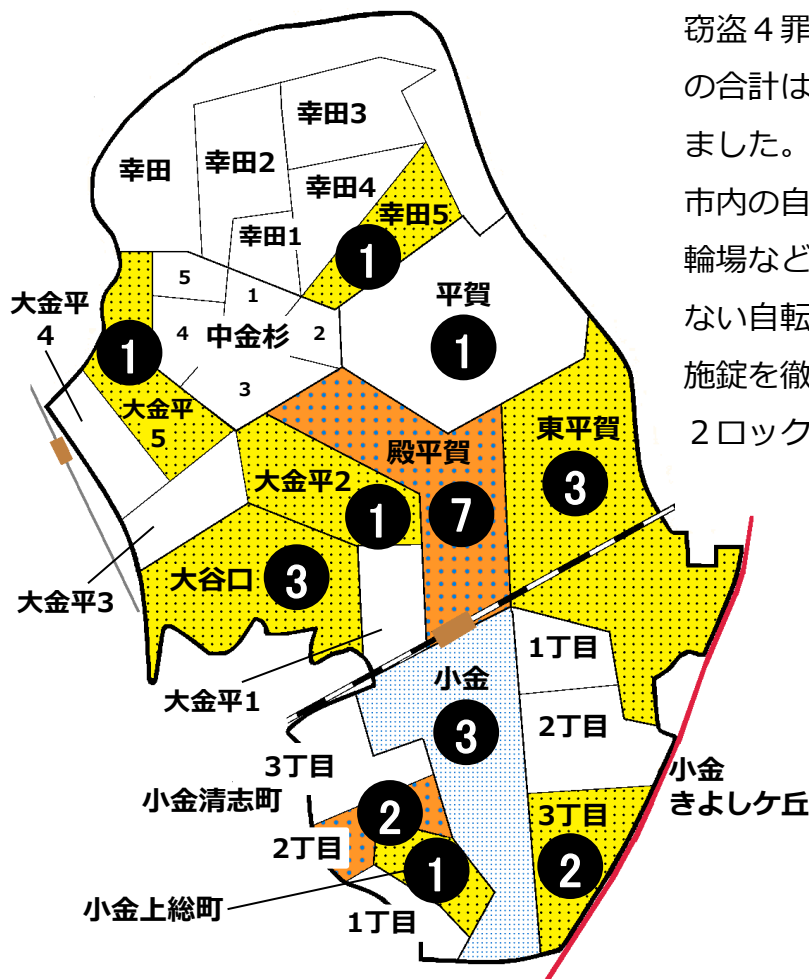 窃盗４罪
の合計は
ました。
市内の自
輪場など
ない自転
施錠を徹
２ロック
幸田3
幸田
幸田2
幸田4
幸田5
幸田1
1
5
大金平
4
1
平賀
4
中金杉
2
1
1
3
大金平
5
殿平賀
東平賀
大金平2
3
7
1
大谷口
3
大金平3
1丁目
大金平1
小金
2丁目
3
3丁目
小金
きよしケ丘
小金清志町
2
3丁目
2丁目
2
1
小金上総町
1丁目